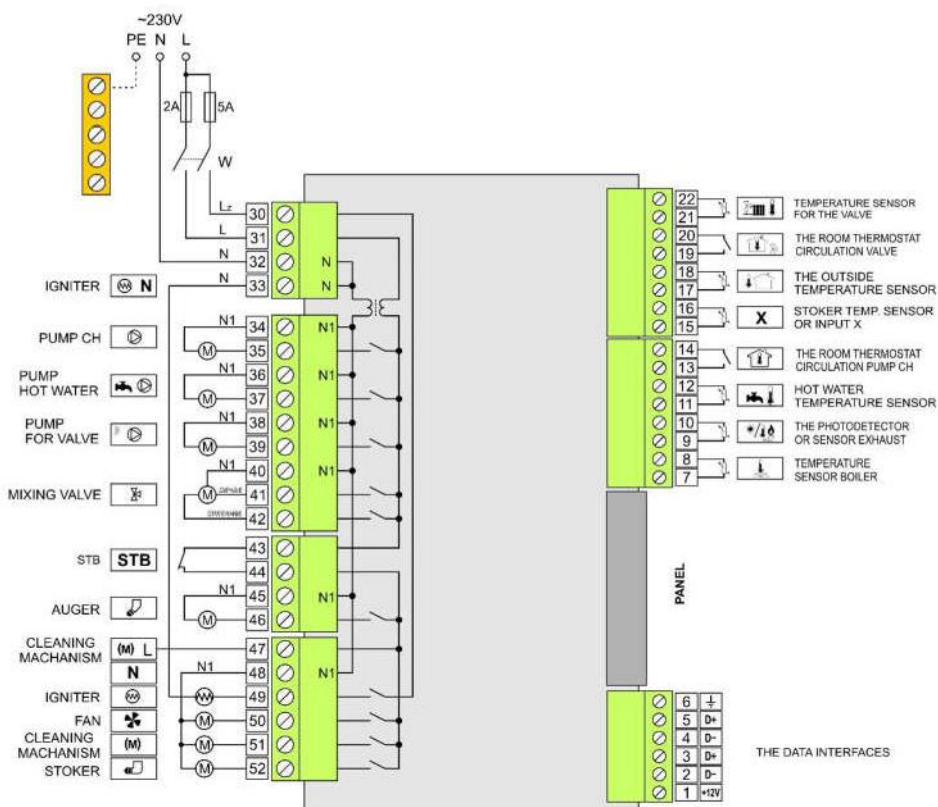 ~230V
PE N L
2A 5A
W
Lz 30
L 31
N 32 N
IGNITER N N 33 N
PUMP CH N1 34 N1
M 35
PUMP
HOT WATER N1 36 N1
M 37
PUMP
FOR VALVE N1 38 N1
M 39
N1 40 N1
MIXING VALVE M 41
42
STB STB 43
44
N1 45 N1
AUGER M 46
CLEANING
MACHANISM (M) L 47
N N1 48 N1
IGNITER 49
FAN M 50
CLEANING
MACHANISM (M) M 51
STOKER M 52
22 TEMPERATURE SENSOR
21 FOR THE VALVE
20 THE ROOM THERMOSTAT
19 CIRCULATION VALVE
18 THE OUTSIDE
17 TEMPERATURE SENSOR
16 STOKER TEMP. SENSOR
15 X OR INPUT X
14 THE ROOM THERMOSTAT
13 CIRCULATION PUMP CH
12 HOT WATER
11 TEMPERATURE SENSOR
10 THE PHOTODETECTOR
9 OR SENSOR EXHAUST
8 TEMPERATURE
7 SENSOR BOILER
PANEL
6
5 D+
4 D-
3 D+
2 D-
1 +12V
THE DATA INTERFACES